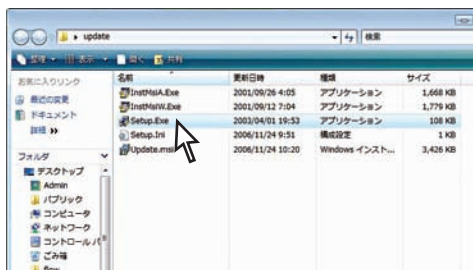 update
検索
整理 表示 開く 共有
お気に入りリンク
最近の変更
ドキュメント
詳細 »
フォルダ
デスクトップ
Admin
パブリック
コンピュータ
ネットワーク
コントロール パ
ごみ箱
flow
名前 更新日時 種類 サイズ
InstMsiA.Exe 2001/09/26 4:05 アプリケーション 1,668 KB
InstMsiW.Exe 2001/09/12 7:04 アプリケーション 1,779 KB
Setup.Exe 2003/04/01 19:53 アプリケーション 108 KB
Setup.Ini 2006/11/24 9:51 構成設定 1 KB
Update.msi 2006/11/24 10:20 Windows インスト... 3,426 KB